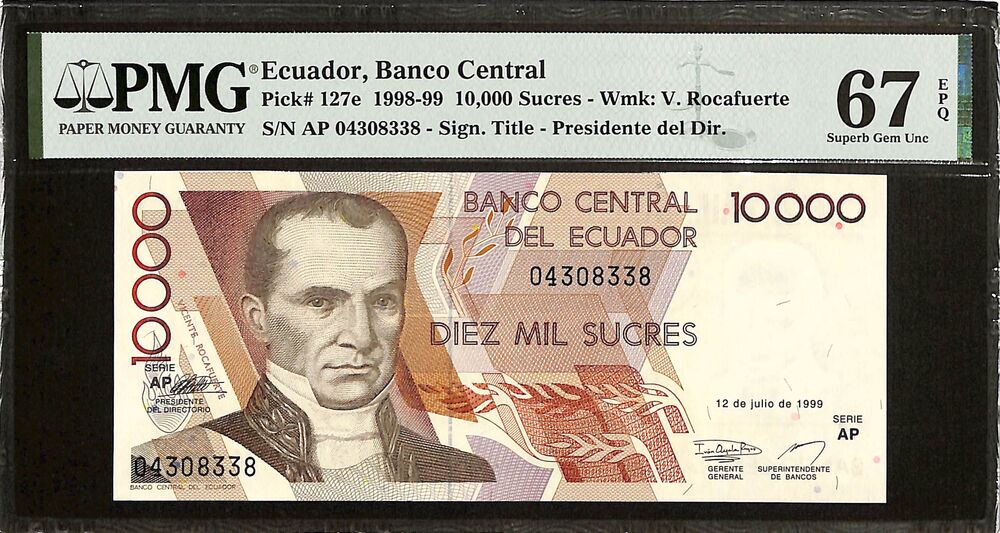 PMG®
PAPER MONEY GUARANTY
Ecuador, Banco Central
Pick# 127e 1998-99 10,000 Sucres - Wmk: V. Rocafuerte
S/N AP 04308338 - Sign. Title - Presidente del Dir.
67
EPQ
Superb Gem Unc
BANCO CENTRAL
DEL ECUADOR
10000
10000
04308338
DIEZ MIL SUCRES
VICENTE ROCAFUERTE
SERIE
AP
PRESIDENTE
DEL DIRECTORIO
12 de julio de 1999
SERIE
AP
GERENTE
GENERAL
SUPERINTENDENTE
DE BANCOS
04308338
BANCO CENTRAL DEL ECUADOR